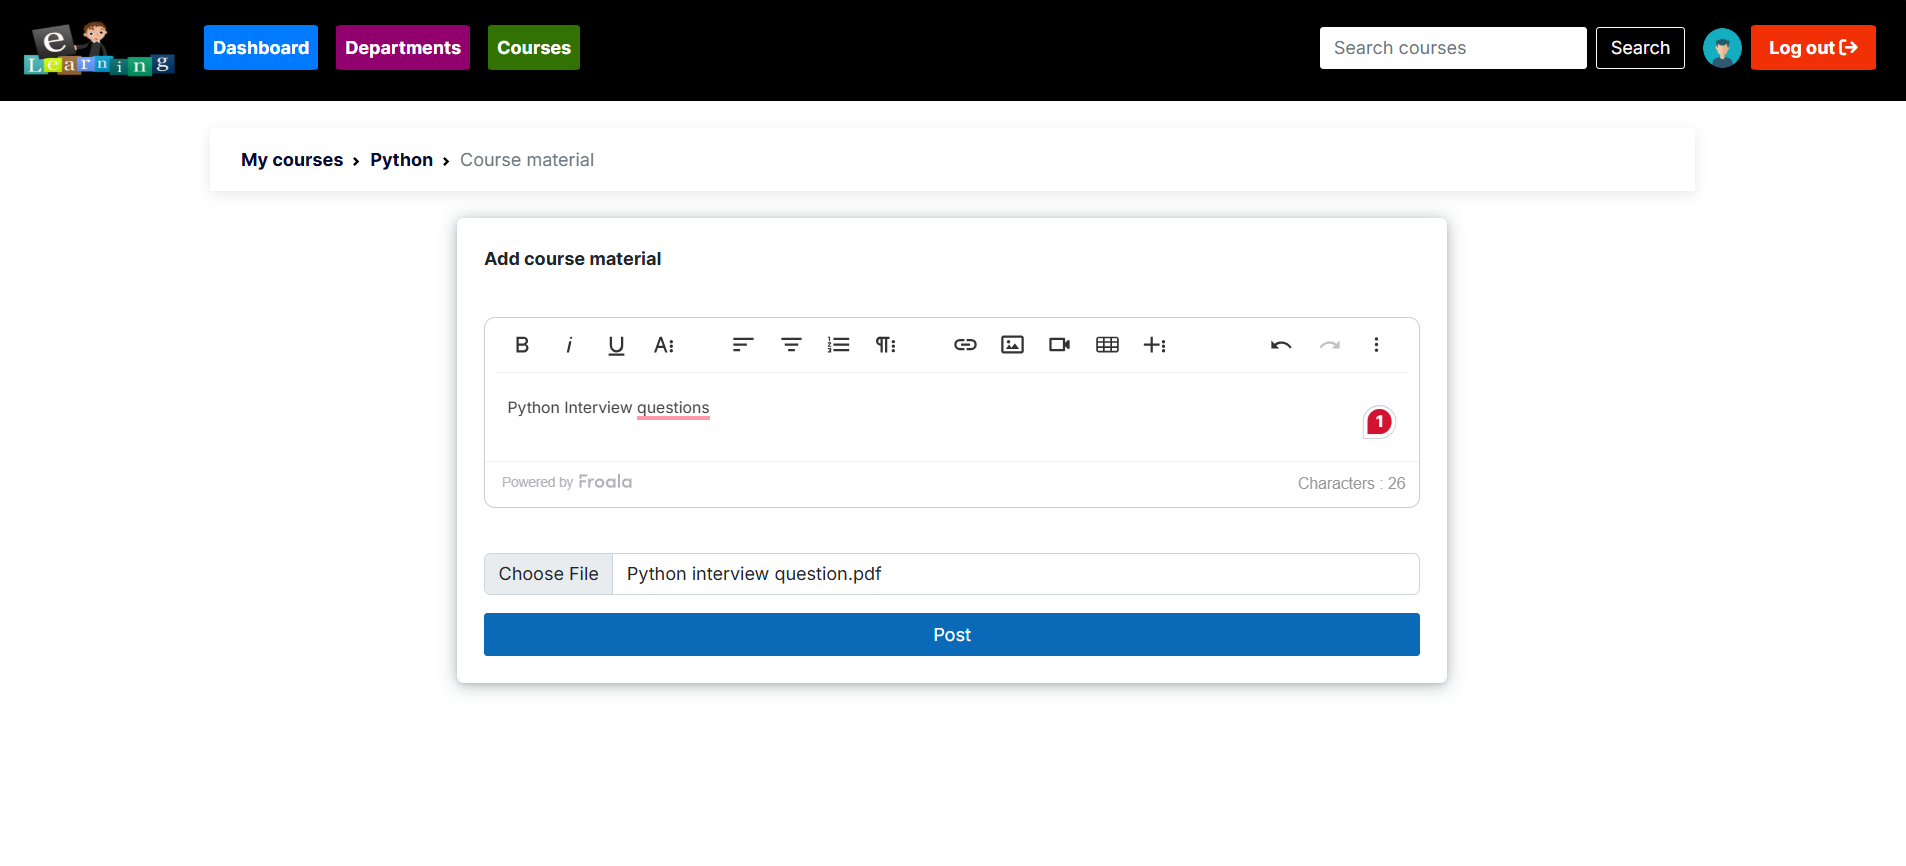 e
Learning
Dashboard
Departments
Courses
Search courses
Search
Log out
My courses › Python › Course material
Add course material
B i U A
Python Interview questions
1
Powered by Froala
Characters : 26
Choose File
Python interview question.pdf
Post